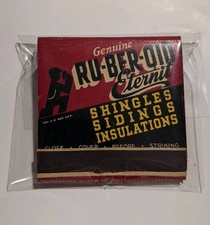 Genuine
RU-BER-OID
Eternit
SHINGLES
SIDINGS
INSULATIONS
CLOSE • COVER • BEFORE • STRIKING